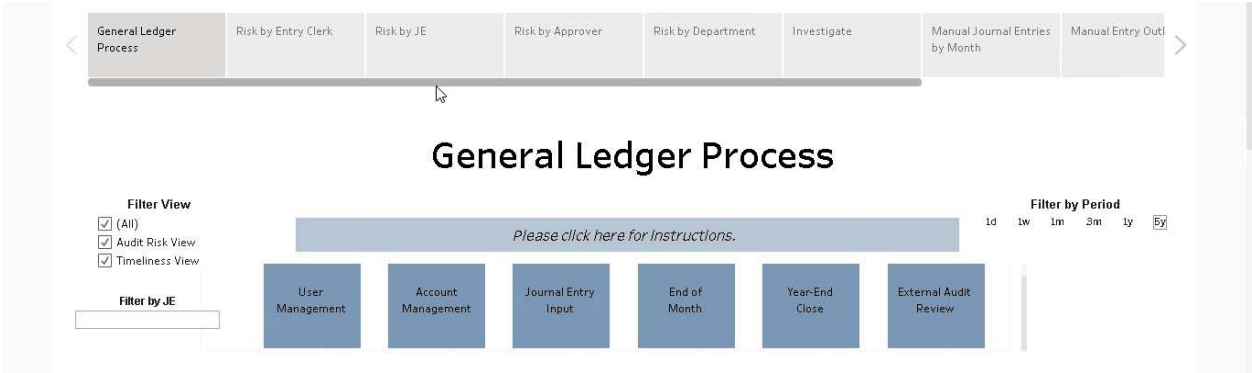 General Ledger
Process
Risk by Entry Clerk
Risk by JE
Risk by Approver
Risk by Department
Investigate
Manual Journal Entries
by Month
Manual Entry Outl
General Ledger Process
Filter View
(All)
Audit Risk View
Timeliness View
Filter by JE
Please click here for instructions.
Filter by Period
1d 1w 1m 3m 1y 5y
User
Management
Account
Management
Journal Entry
Input
End of
Month
Year-End
Close
External Audit
Review